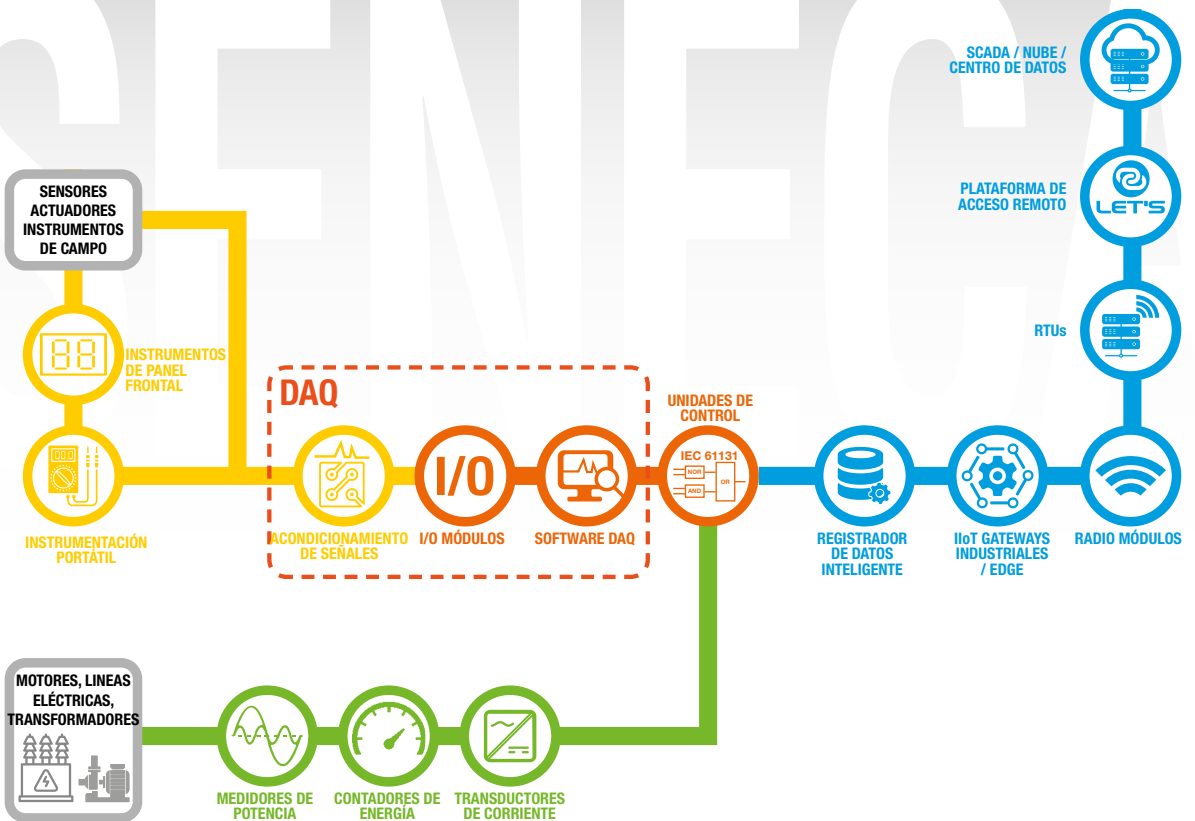 SENECA
SCADA / NUBE /
CENTRO DE DATOS
PLATAFORMA DE
ACCESO REMOTO
LET'S
RTUs
SENSORES
ACTUADORES
INSTRUMENTOS
DE CAMPO
88
INSTRUMENTOS
DE PANEL
FRONTAL
000
INSTRUMENTACIÓN
PORTÁTIL
DAQ
ACONDICIONAMIENTO
DE SEÑALES
I/O
I/O MÓDULOS
SOFTWARE DAQ
UNIDADES DE
CONTROL
IEC 61131
NOR
AND
OR
REGISTRADOR
DE DATOS
INTELIGENTE
IIoT GATEWAYS
INDUSTRIALES
/ EDGE
RADIO MÓDULOS
MOTORES, LINEAS
ELÉCTRICAS,
TRANSFORMADORES
MEDIDORES DE
POTENCIA
CONTADORES DE
ENERGÍA
TRANSDUCTORES
DE CORRIENTE